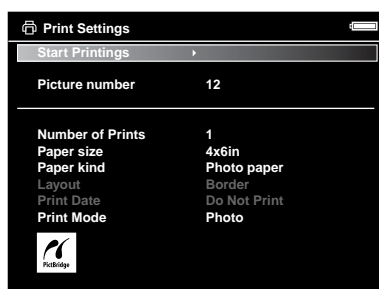 Print Settings
Start Printings
Picture number 12
Number of Prints 1
Paper size 4x6in
Paper kind Photo paper
Layout Border
Print Date Do Not Print
Print Mode Photo
PictBridge